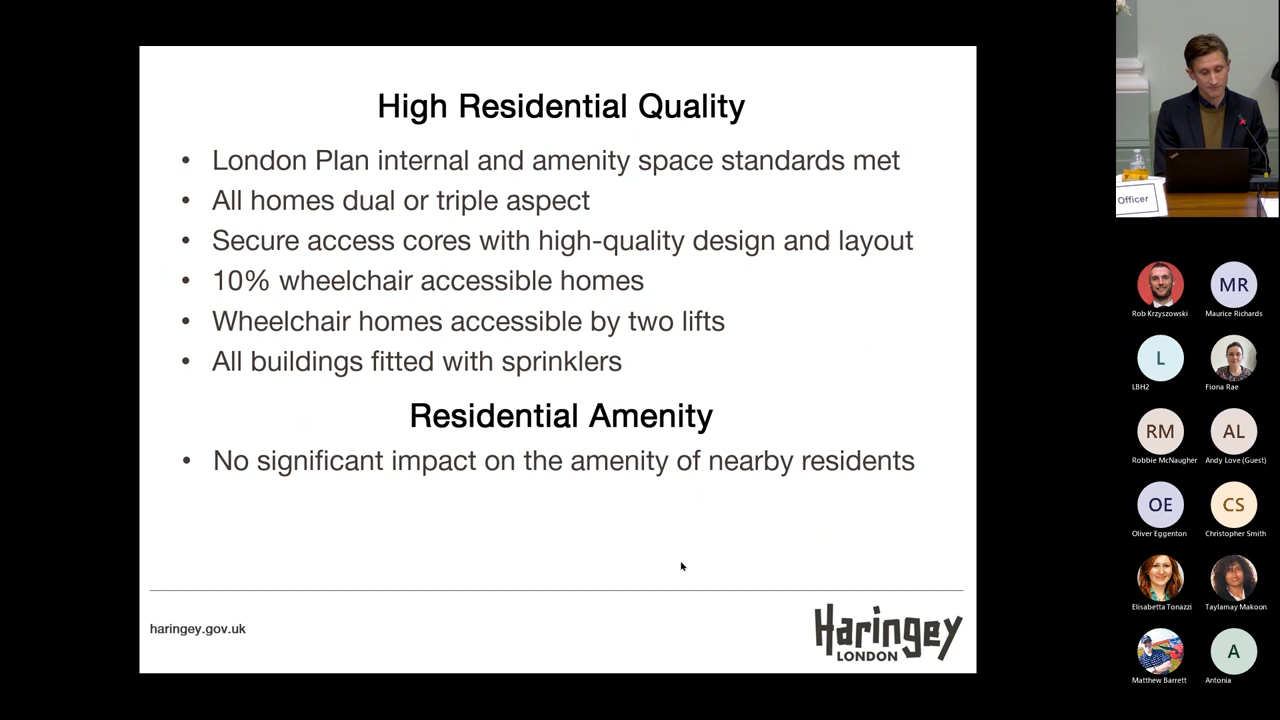 High Residential Quality
• London Plan internal and amenity space standards met
• All homes dual or triple aspect
• Secure access cores with high-quality design and layout
• 10% wheelchair accessible homes
• Wheelchair homes accessible by two lifts
• All buildings fitted with sprinklers
Residential Amenity
• No significant impact on the amenity of nearby residents
haringey.gov.uk
Haringey
LONDON
Officer
Rob Krzyszowski
MR
Maurice Richards
L
LBH2
Fiona Rae
RM
Robbie McNaugher
AL
Andy Love (Guest)
OE
Oliver Eggenton
CS
Christopher Smith
Elisabetta Tonazzi
Taylamay Makoon
Matthew Barrett
A
Antonia